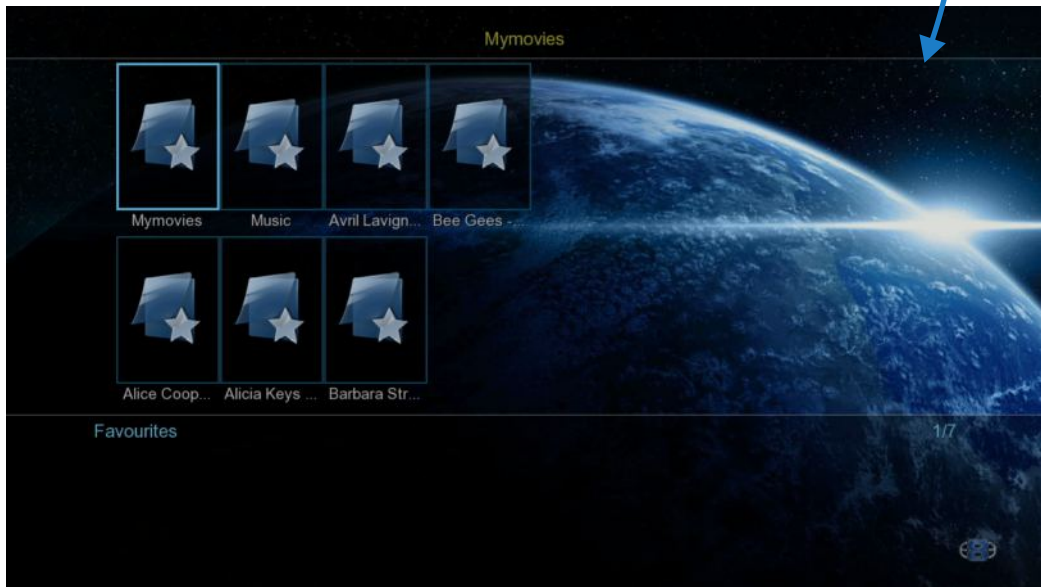 Mymovies
Mymovies Music Avril Lavign... Bee Gees -...
Alice Coop... Alicia Keys ... Barbara Str...
Favourites 1/7